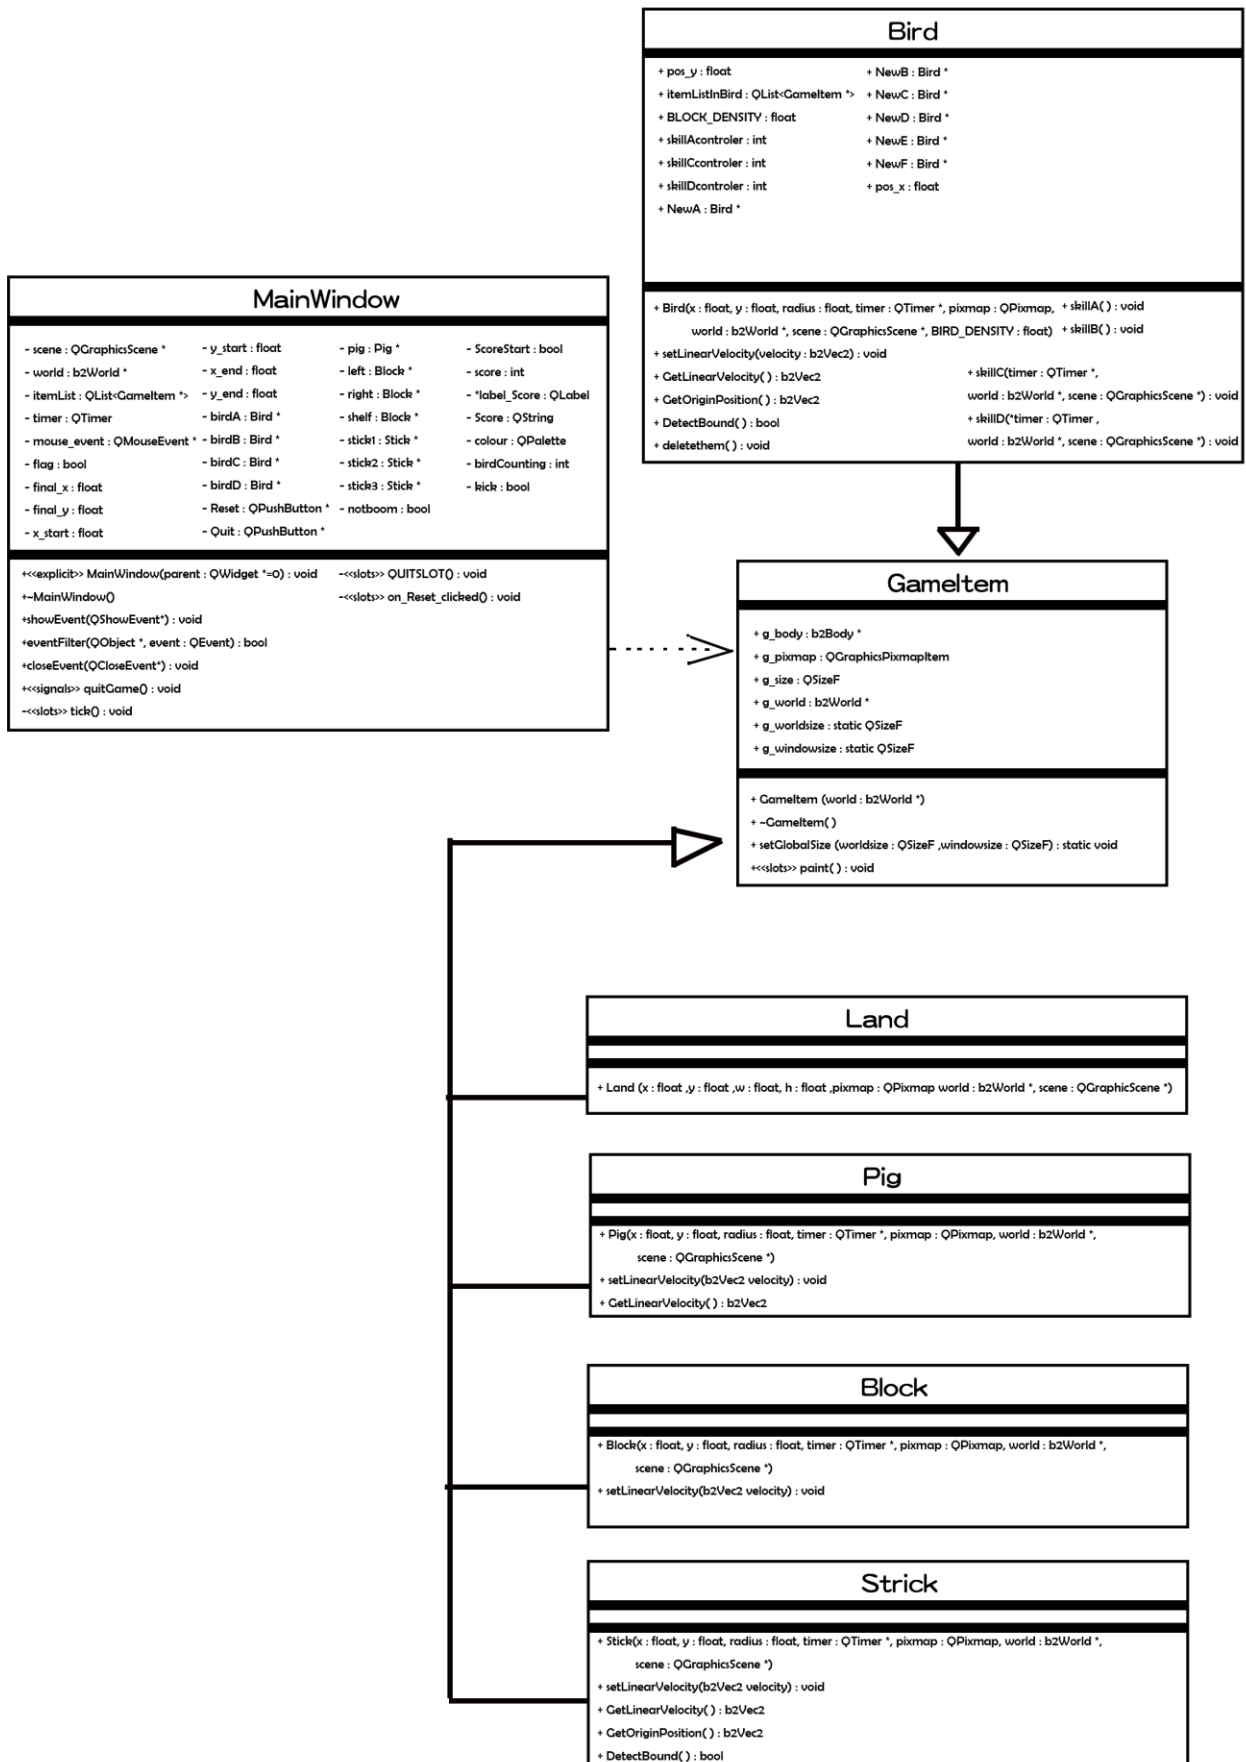 Bird
+ pos_y : float
+ itemListInBird : QList<GameItem *>
+ BLOCK_DENSITY : float
+ skillAcontroler : int
+ skillCcontroler : int
+ skillDcontroler : int
+ NewA : Bird *
+ NewB : Bird *
+ NewC : Bird *
+ NewD : Bird *
+ NewE : Bird *
+ NewF : Bird *
+ pos_x : float
+ Bird(x : float, y : float, radius : float, timer : QTimer *, pixmap : QPixmap,
world : b2World *, scene : QGraphicsScene *, BIRD_DENSITY : float)
+ setLinearVelocity(velocity : b2Vec2) : void
+ GetLinearVelocity( ) : b2Vec2
+ GetOriginPosition( ) : b2Vec2
+ DetectBound( ) : bool
+ deletethem( ) : void
+ skillA( ) : void
+ skillB( ) : void
+ skillC(timer : QTimer *,
world : b2World *, scene : QGraphicsScene *) : void
+ skillD(*timer : QTimer ,
world : b2World *, scene : QGraphicsScene *) : void
MainWindow
- scene : QGraphicsScene *
- world : b2World *
- itemList : QList<GameItem *>
- timer : QTimer
- mouse_event : QMouseEvent *
- flag : bool
- final_x : float
- final_y : float
- x_start : float
- y_start : float
- x_end : float
- y_end : float
- birdA : Bird *
- birdB : Bird *
- birdC : Bird *
- birdD : Bird *
- Reset : QPushButton *
- Quit : QPushButton *
- pig : Pig *
- left : Block *
- right : Block *
- shelf : Block *
- stick1 : Stick *
- stick2 : Stick *
- stick3 : Stick *
- notboom : bool
- ScoreStart : bool
- score : int
- *label_Score : QLabel
- Score : QString
- colour : QPalette
- birdCounting : int
- kick : bool
+<<explicit>> MainWindow(parent : QWidget *=0) : void
+~MainWindow()
+showEvent(QShowEvent*) : void
+eventFilter(QObject *, event : QEvent) : bool
+closeEvent(QCloseEvent*) : void
+<<signals>> quitGame() : void
-<<slots>> tick() : void
-<<slots>> QUITSLOT() : void
-<<slots>> on_Reset_clicked() : void
GameItem
+ g_body : b2Body *
+ g_pixmap : QGraphicsPixmapItem
+ g_size : QSizeF
+ g_world : b2World *
+ g_worldsize : static QSizeF
+ g_windowsize : static QSizeF
+ GameItem (world : b2World *)
+ ~GameItem( )
+ setGlobalSize (worldsize : QSizeF ,windowsize : QSizeF) : static void
+<<slots>> paint( ) : void
Land
+ Land (x : float ,y : float ,w : float, h : float ,pixmap : QPixmap world : b2World *, scene : QGraphicScene *)
Pig
+ Pig(x : float, y : float, radius : float, timer : QTimer *, pixmap : QPixmap, world : b2World *,
scene : QGraphicsScene *)
+ setLinearVelocity(b2Vec2 velocity) : void
+ GetLinearVelocity( ) : b2Vec2
Block
+ Block(x : float, y : float, radius : float, timer : QTimer *, pixmap : QPixmap, world : b2World *,
scene : QGraphicsScene *)
+ setLinearVelocity(b2Vec2 velocity) : void
Strick
+ Stick(x : float, y : float, radius : float, timer : QTimer *, pixmap : QPixmap, world : b2World *,
scene : QGraphicsScene *)
+ setLinearVelocity(b2Vec2 velocity) : void
+ GetLinearVelocity( ) : b2Vec2
+ GetOriginPosition( ) : b2Vec2
+ DetectBound( ) : bool